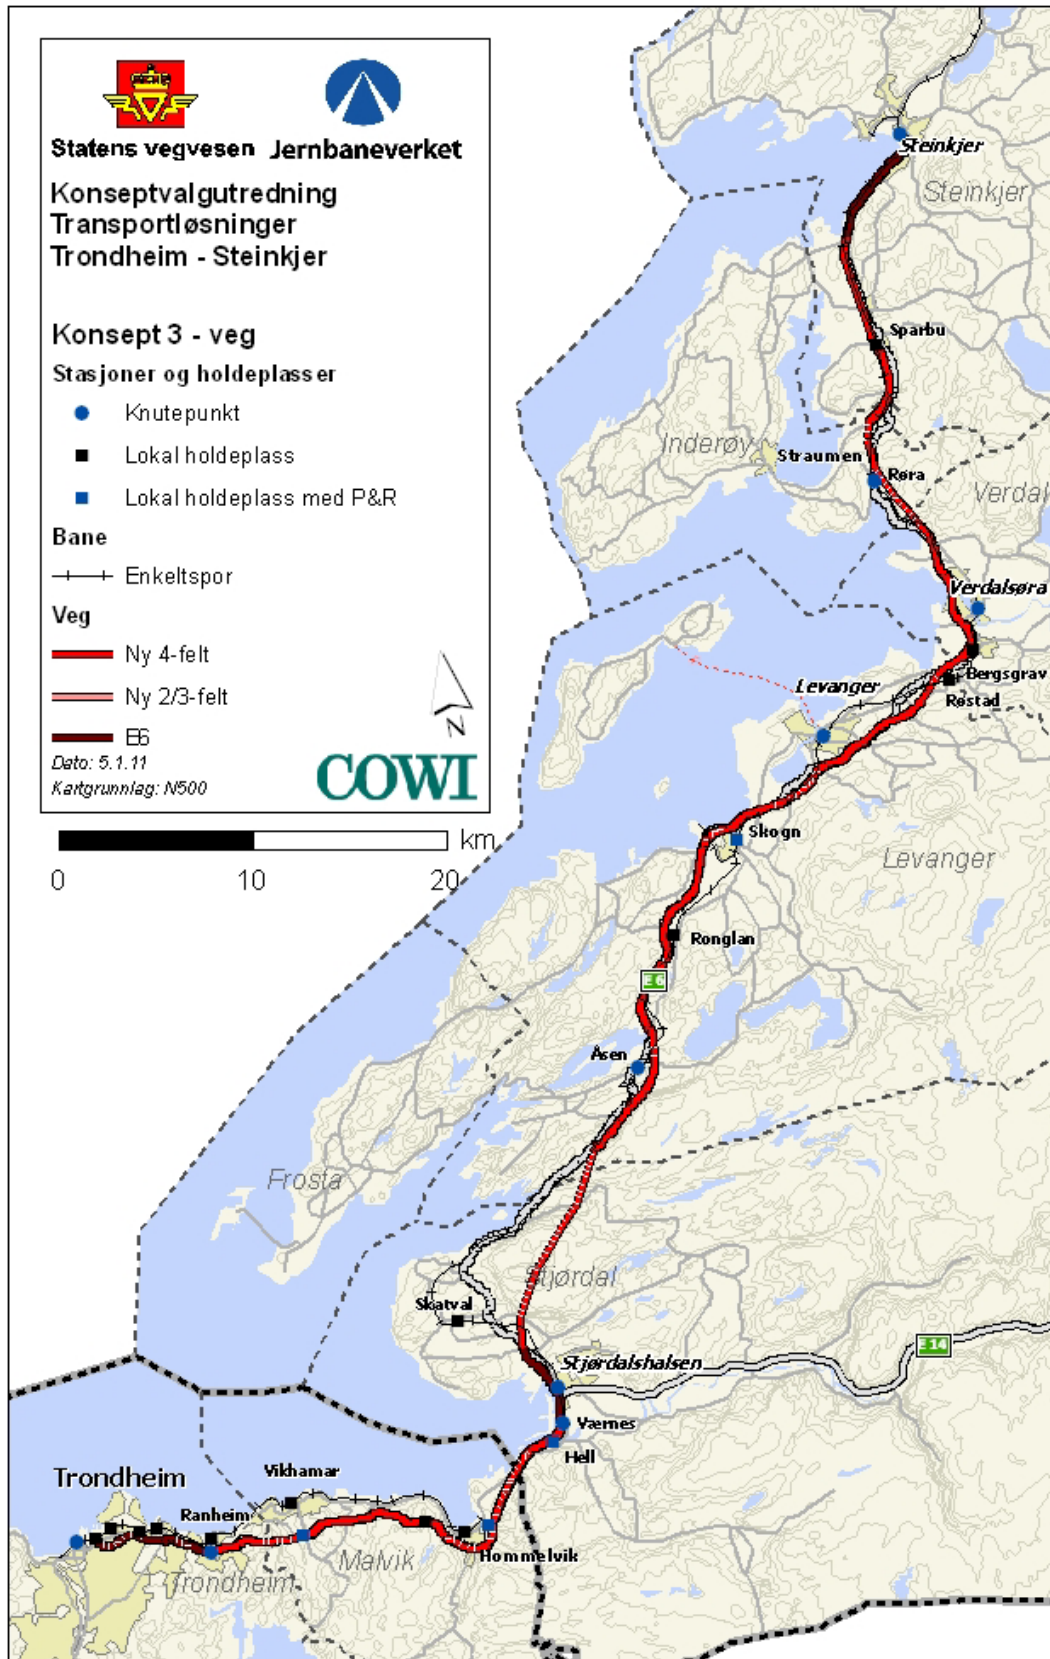 Statens vegvesen
Jernbaneverket
Konseptvalgutredning
Transportløsninger
Trondheim - Steinkjer
Konsept 3 - veg
Stasjoner og holdeplasser
Knutepunkt
Lokal holdeplass
Lokal holdeplass med P&R
Bane
Enkeltspor
Veg
Ny 4-felt
Ny 2/3-felt
E6
Dato: 5.1.11
Kartgrunnlag: N500
N
COWI
km
0 10 20
Steinkjer
Steinkjer
Sparbu
Inderøy
Straumen
Røra
Verdal
Verdalsøra
Bergsgrav
Røstad
Levanger
Skogn
Levanger
Ronglan
E6
Åsen
Frosta
Stjørdal
Skatval
Stjørdalshalsen
E14
Værnes
Hell
Trondheim
Vikhamar
Ranheim
Trondheim
Malvik
Hommelvik